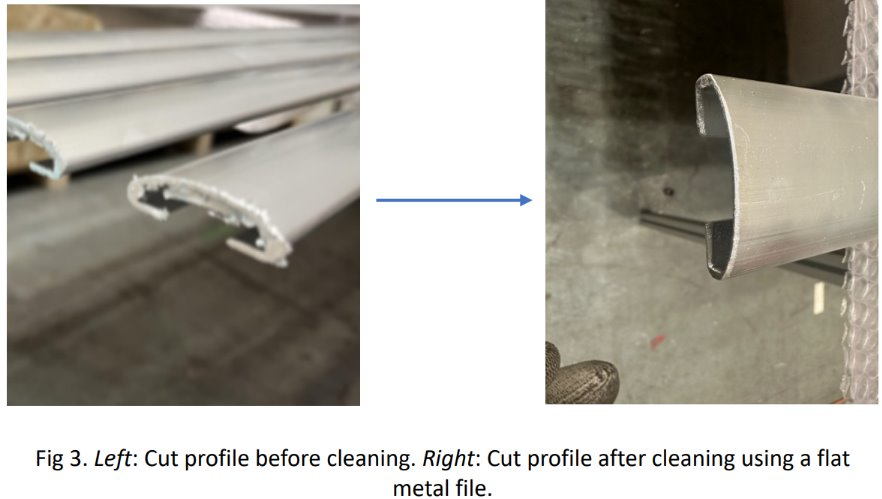 Fig 3. Left: Cut profile before cleaning. Right: Cut profile after cleaning using a flat
metal file.